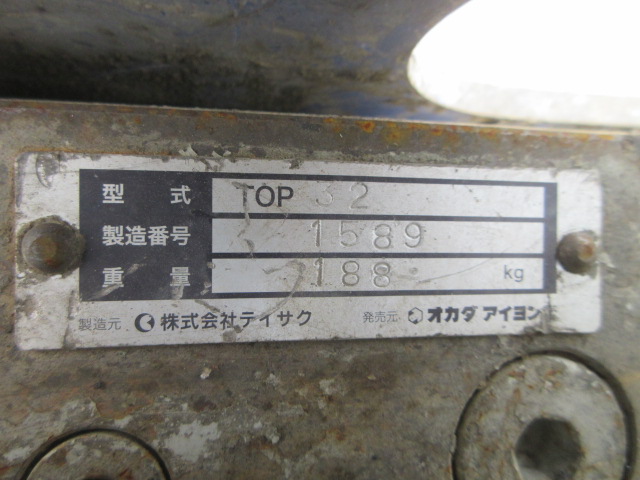 型式 TOP 32
製造番号 1589
重量 188 kg
製造元 株式会社テイサク 発売元 オカダ アイヨン